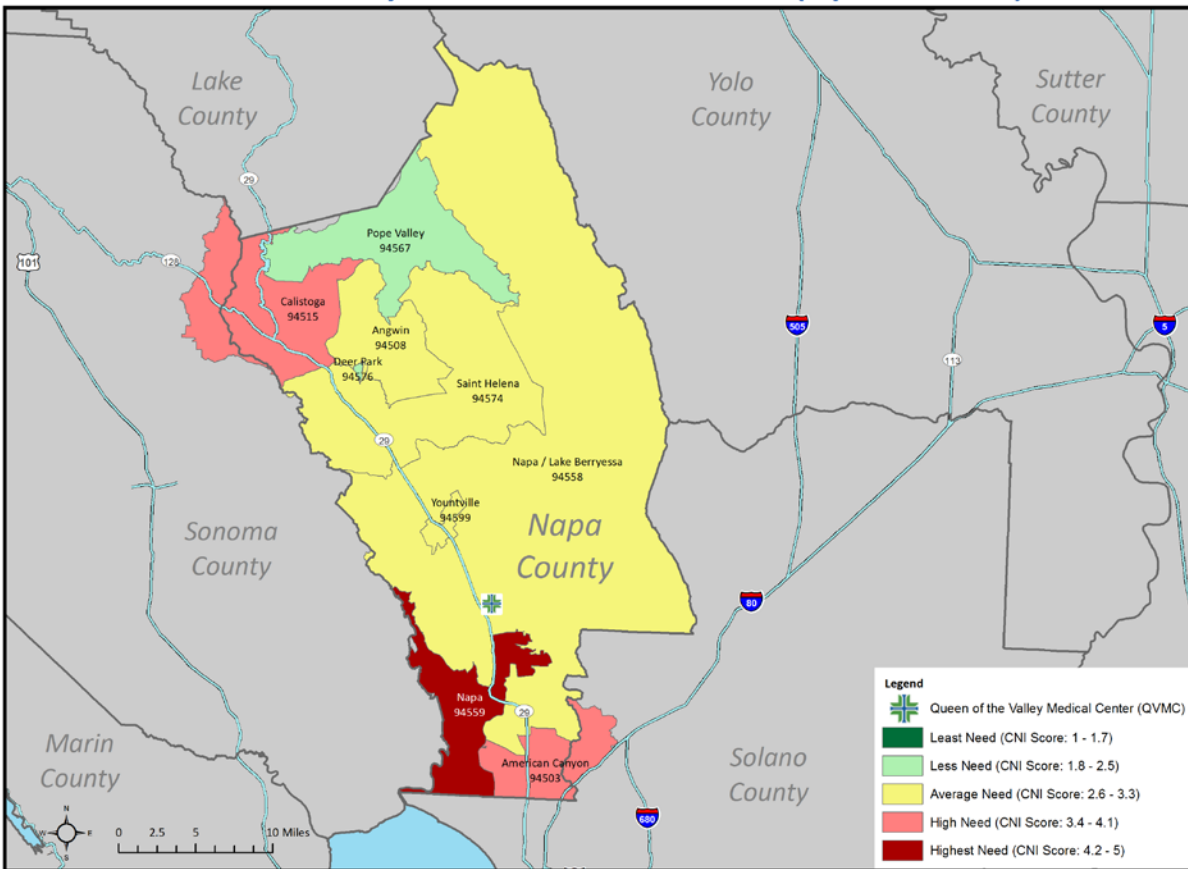 Lake
County
Yolo
County
Sutter
County
29
101
128
Pope Valley
94567
Calistoga
94515
Angwin
94508
Deer Park
94576
Saint Helena
94574
505
5
113
29
Napa / Lake Berryessa
94558
Yountville
94599
Napa
County
Sonoma
County
80
Napa
94559
29
American Canyon
94503
Marin
County
Solano
County
680
N
W
E
S
0
2.5
5
10 Miles
Legend
Queen of the Valley Medical Center (QVMC)
Least Need (CNI Score: 1 - 1.7)
Less Need (CNI Score: 1.8 - 2.5)
Average Need (CNI Score: 2.6 - 3.3)
High Need (CNI Score: 3.4 - 4.1)
Highest Need (CNI Score: 4.2 - 5)